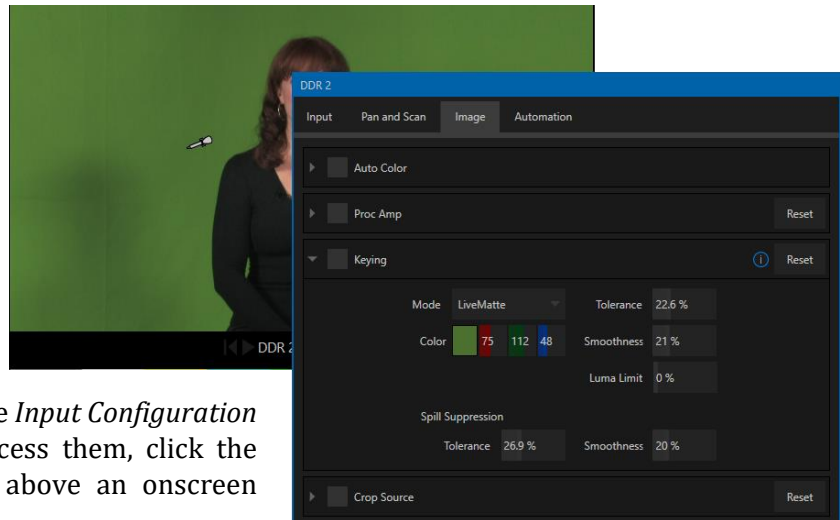 DDR 2
Input Pan and Scan Image Automation
Auto Color
Proc Amp Reset
Keying Reset
Mode LiveMatte Tolerance 22.6 %
Color 75 112 48 Smoothness 21 %
Luma Limit 0 %
Spill Suppression
Tolerance 26.9 % Smoothness 20 %
Crop Source Reset
DDR 2
e Input Configuration
cess them, click the
above an onscreen